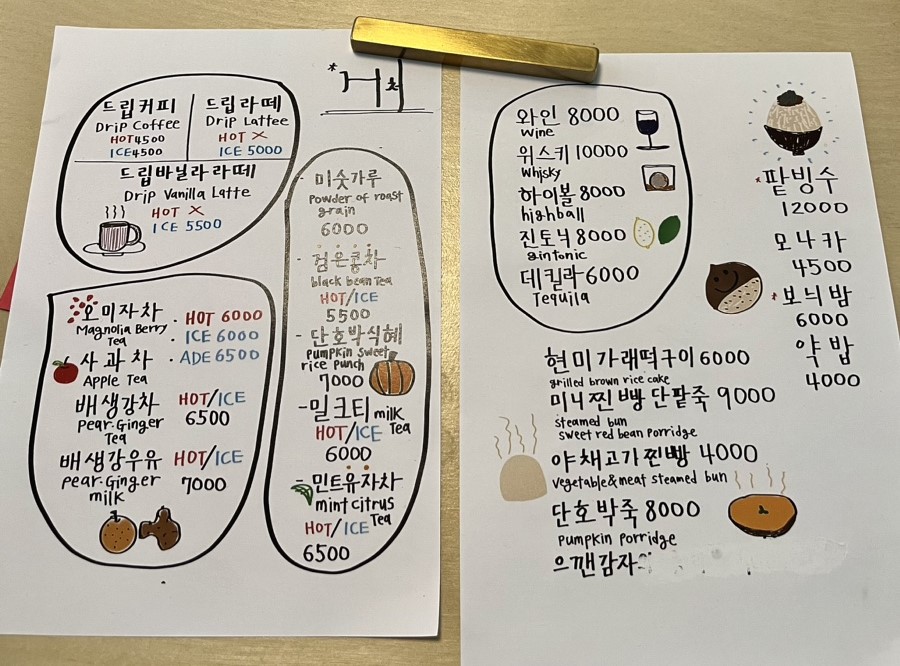 드립커피
Drip Coffee
HOT 4500
ICE 4500
드립라떼
Drip Lattee
HOT X
ICE 5000
드립바닐라라떼
Drip Vanilla Latte
HOT X
ICE 5500
오미자차
Magnolia Berry
Tea
· HOT 6000
· ICE 6000
· ADE 6500
사과차
Apple Tea
배생강차
pear.Ginger
Tea
HOT/ICE
6500
배생강우유
pear.Ginger
milk
HOT/ICE
7000
미숫가루
Powder of roast
grain
6000
검은콩차
black bean Tea
HOT/ICE
5500
- 단호박식혜
Pumpkin sweet
rice punch
7000
- 밀크티 milk
Tea
HOT/ICE
6000
- 민트유자차
mint citrus
Tea
HOT/ICE
6500
와인 8000
Wine
위스키 10000
Whisky
하이볼 8000
highball
진토닉 8000
gintonic
데킬라 6000
Tequila
*팥빙수
12000
모나카
4500
*보늬밤
6000
약밥
4000
현미가래떡구이 6000
grilled brown rice cake
미니찐빵 단팥죽 9000
steamed bun
sweet red bean porridge
야채고기찐빵 4000
vegetable&meat steamed bun
단호박죽 8000
pumpkin porridge
으깬감자